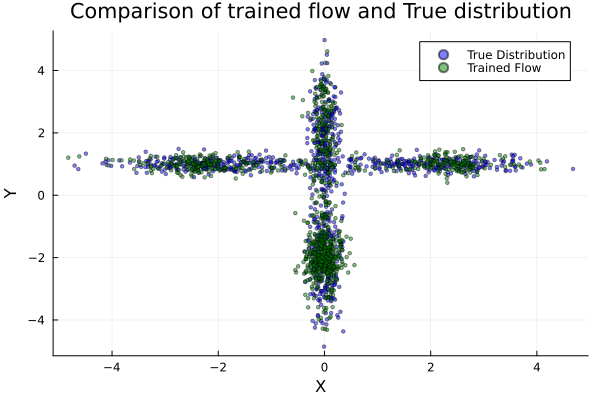 Comparison of trained flow and True distribution
True Distribution
Trained Flow
4
2
0
−2
−4
Y
−4 −2 0 2 4
X